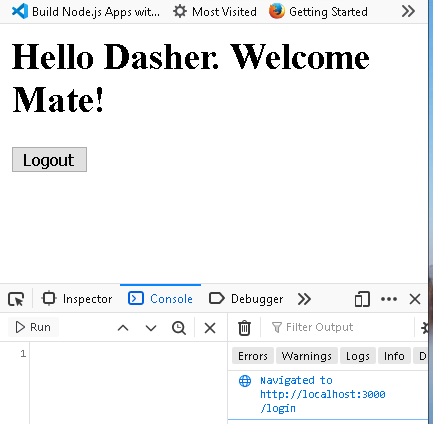 Build Node.js Apps wit... Most Visited Getting Started
Hello Dasher. Welcome
Mate!
Logout
Inspector Console Debugger
Run Filter Output
1
Errors Warnings Logs Info D
Navigated to
http://localhost:3000
/login